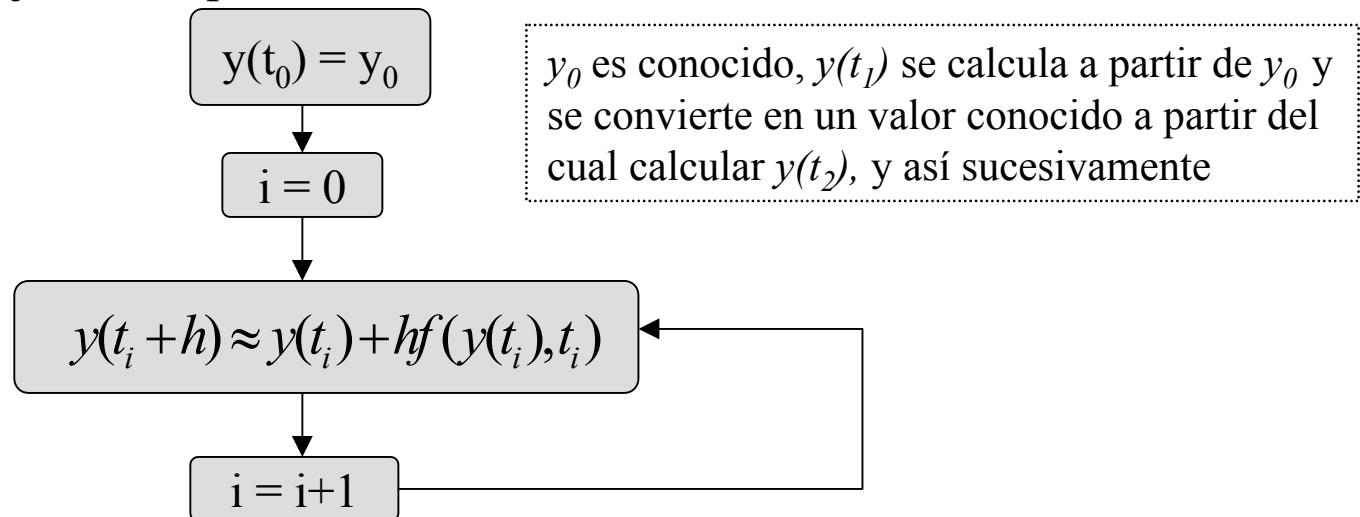 y(t₀) = y₀
y₀ es conocido, y(t₁) se calcula a partir de y₀ y
se convierte en un valor conocido a partir del
cual calcular y(t₂), y así sucesivamente
i = 0
y(tᵢ+h)≈y(tᵢ)+hf(y(tᵢ),tᵢ)
i = i+1